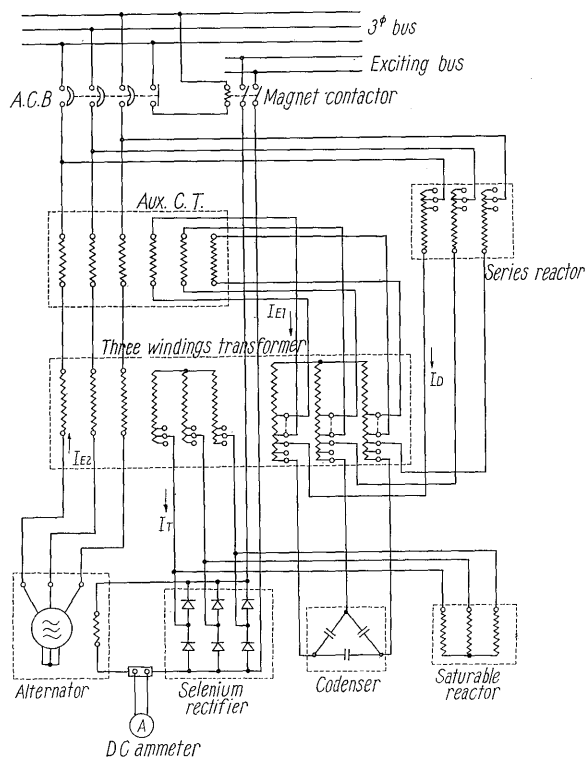 3φ bus
Exciting bus
A.C.B
Magnet contactor
Aux. C. T.
Series reactor
IE1
Three windings transformer
ID
IE2
IT
Alternator
Selenium
rectifier
Codenser
Saturable
reactor
A
DC ammeter